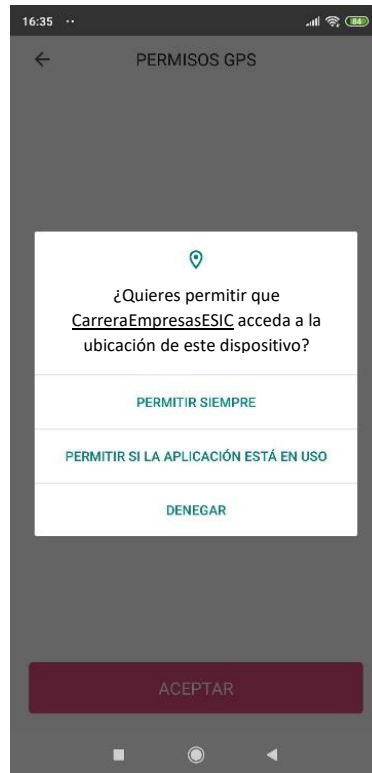 16:35 ··
84
PERMISOS GPS
¿Quieres permitir que
CarreraEmpresasESIC acceda a la
ubicación de este dispositivo?
PERMITIR SIEMPRE
PERMITIR SI LA APLICACIÓN ESTÁ EN USO
DENEGAR
ACEPTAR